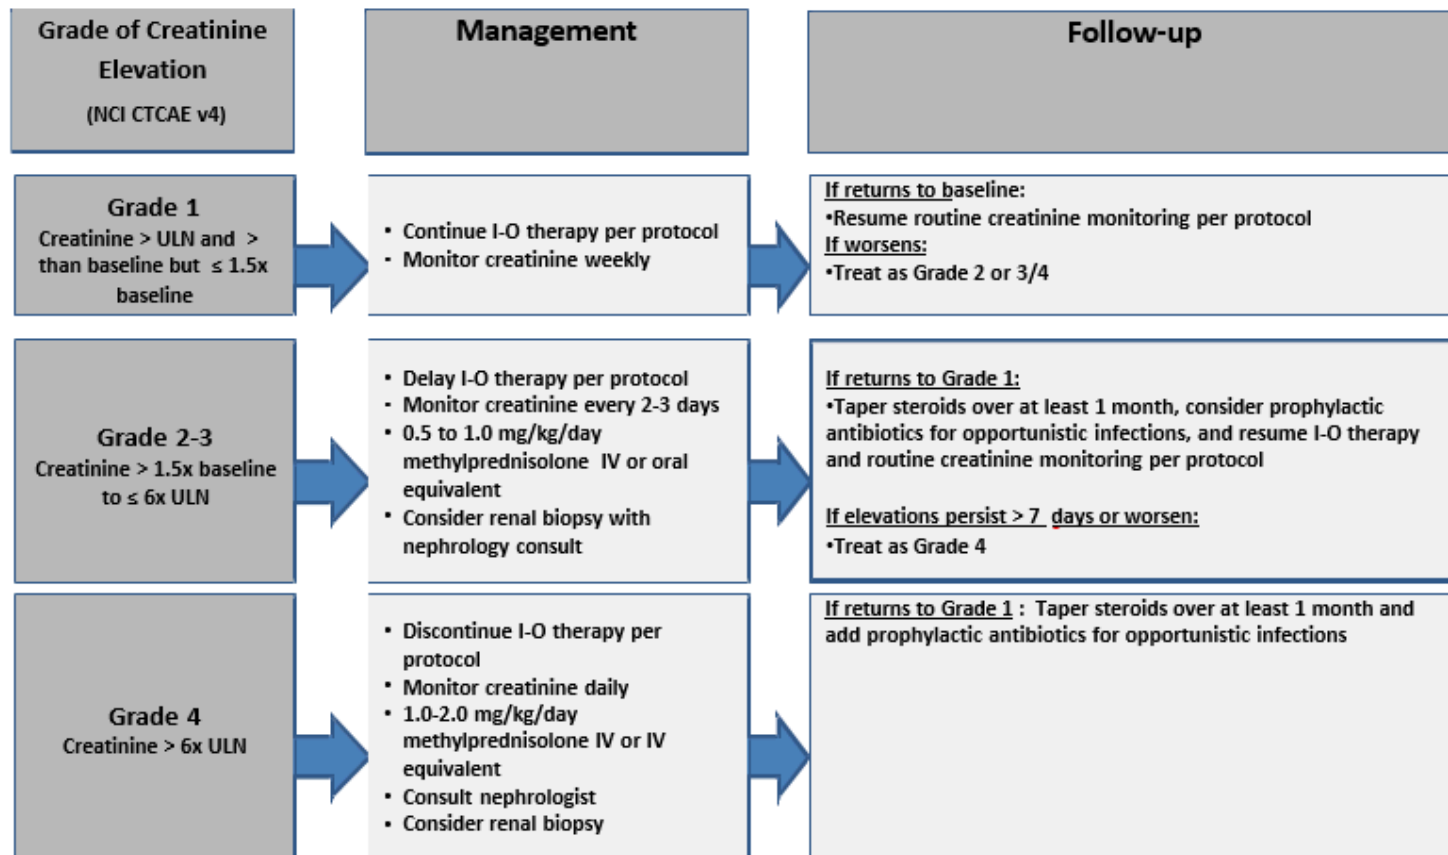 Grade of Creatinine
Elevation
(NCI CTCAE v4)
Management
Follow-up
Grade 1
Creatinine > ULN and >
than baseline but ≤ 1.5x
baseline
• Continue I-O therapy per protocol
• Monitor creatinine weekly
If returns to baseline:
•Resume routine creatinine monitoring per protocol
If worsens:
•Treat as Grade 2 or 3/4
Grade 2-3
Creatinine > 1.5x baseline
to ≤ 6x ULN
• Delay I-O therapy per protocol
• Monitor creatinine every 2-3 days
• 0.5 to 1.0 mg/kg/day
methylprednisolone IV or oral
equivalent
• Consider renal biopsy with
nephrology consult
If returns to Grade 1:
•Taper steroids over at least 1 month, consider prophylactic
antibiotics for opportunistic infections, and resume I-O therapy
and routine creatinine monitoring per protocol
If elevations persist > 7 days or worsen:
•Treat as Grade 4
Grade 4
Creatinine > 6x ULN
• Discontinue I-O therapy per
protocol
• Monitor creatinine daily
• 1.0-2.0 mg/kg/day
methylprednisolone IV or IV
equivalent
• Consult nephrologist
• Consider renal biopsy
If returns to Grade 1 : Taper steroids over at least 1 month and
add prophylactic antibiotics for opportunistic infections